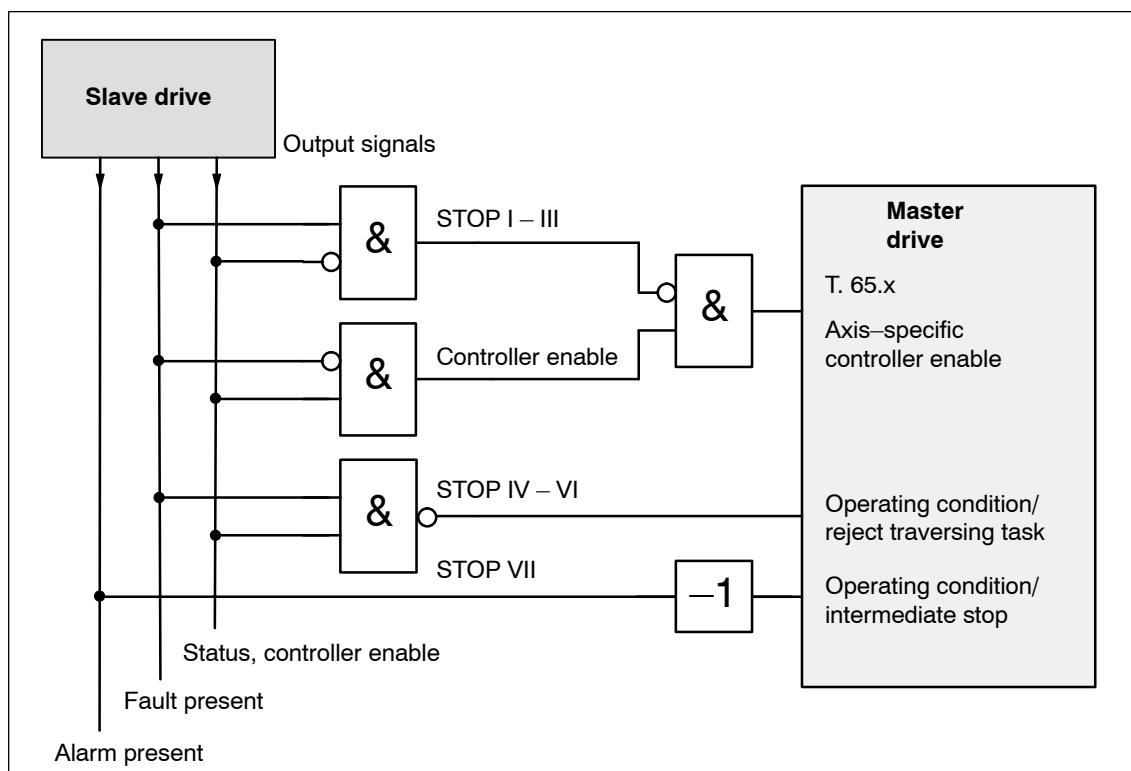 Slave drive
Output signals
&
STOP I – III
&
Master
drive
T. 65.x
Axis–specific
controller enable
&
Controller enable
&
STOP IV – VI
Operating condition/
reject traversing task
STOP VII
–1
Operating condition/
intermediate stop
Status, controller enable
Fault present
Alarm present